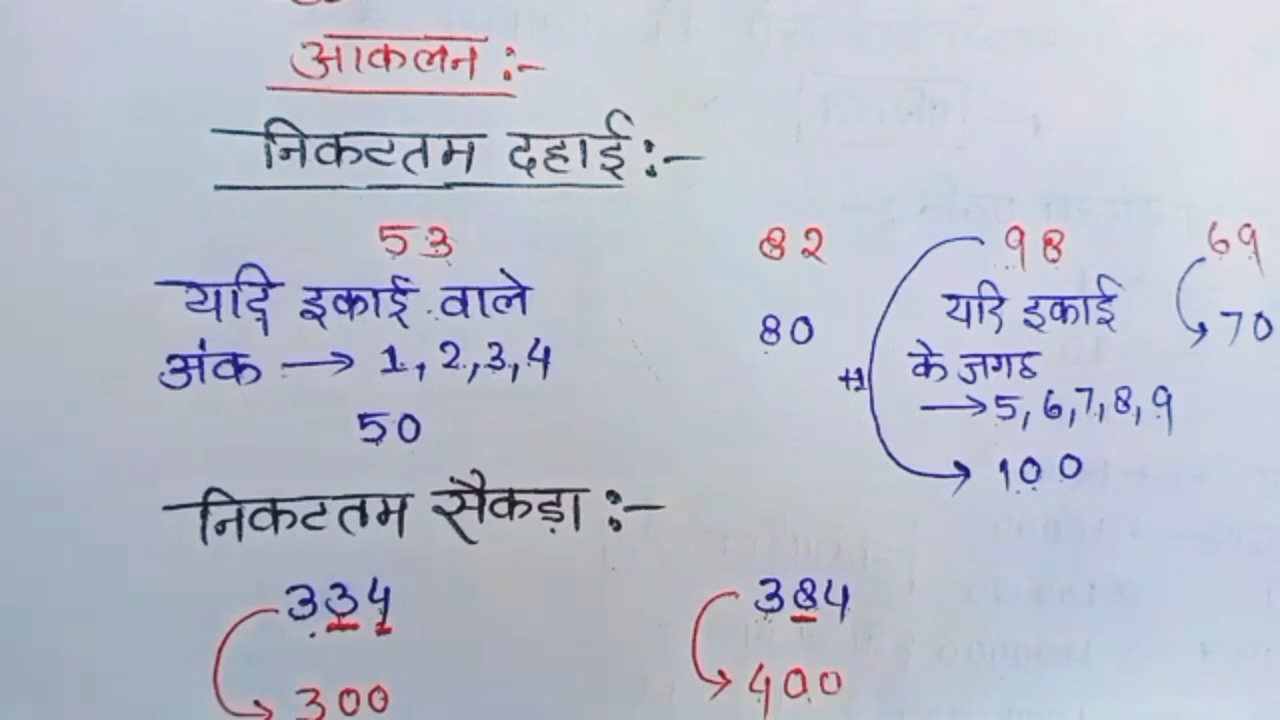 आकलन :-
निकटतम दहाई :-
53
यदि इकाई वाले
अंक → 1, 2, 3, 4
50
82
80
98
यदि इकाई
के जगह
→ 5, 6, 7, 8, 9
+1
100
69
70
निकटतम सैकड़ा :-
334
300
384
400